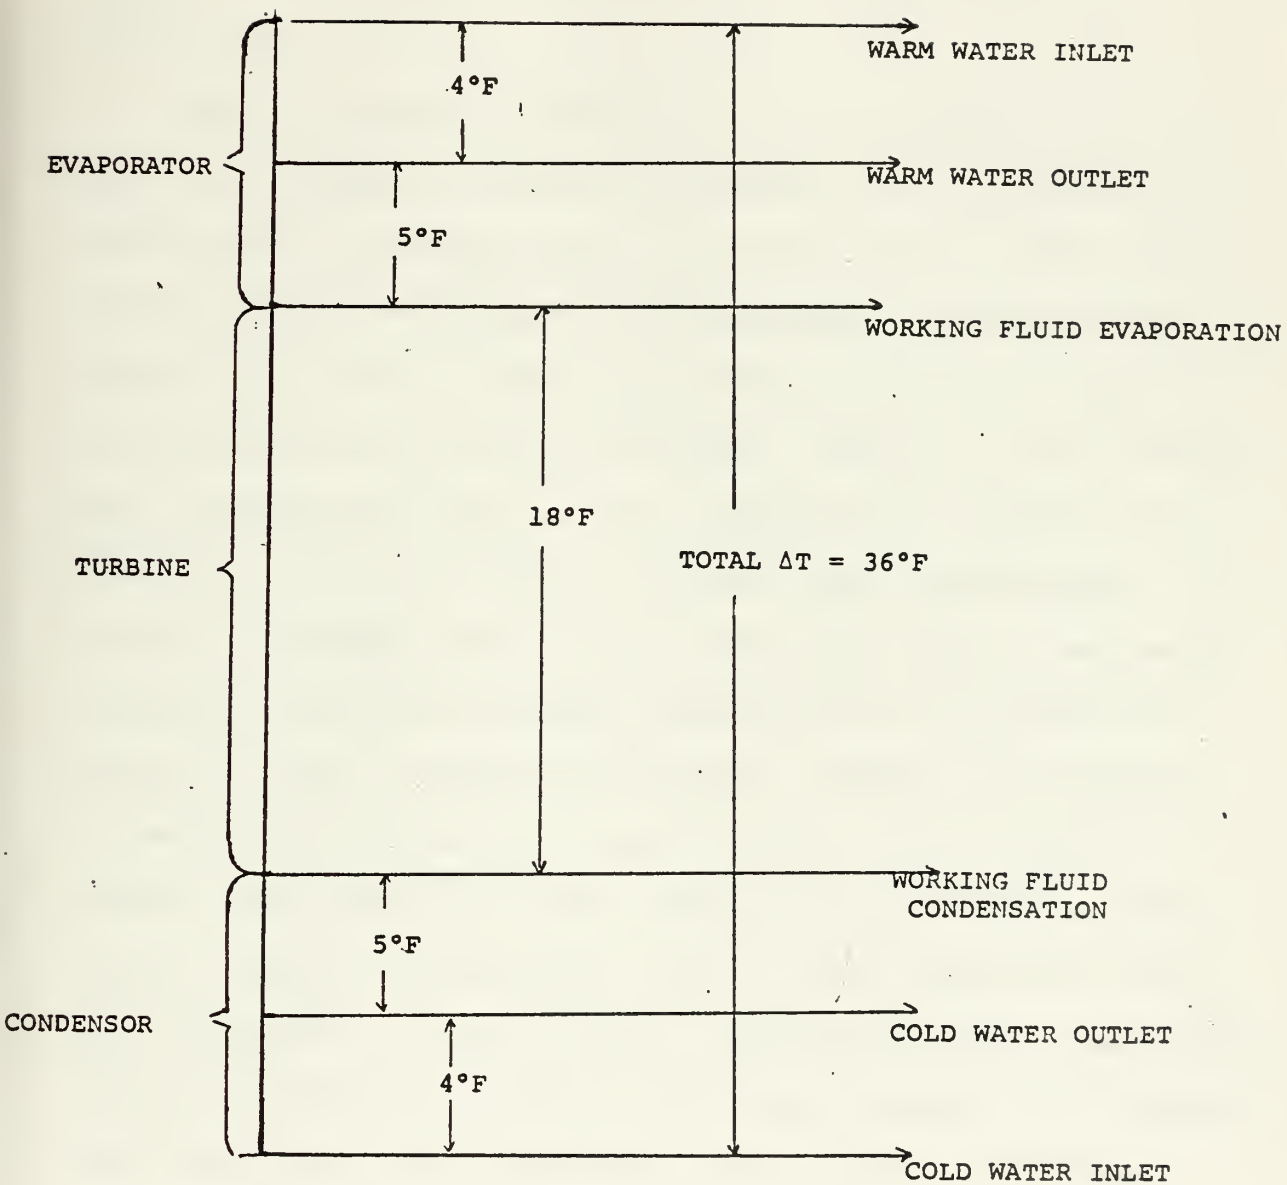 WARM WATER INLET
4°F
EVAPORATOR
WARM WATER OUTLET
5°F
WORKING FLUID EVAPORATION
18°F
TURBINE
TOTAL ΔT = 36°F
WORKING FLUID
CONDENSATION
5°F
CONDENSOR
COLD WATER OUTLET
4°F
COLD WATER INLET